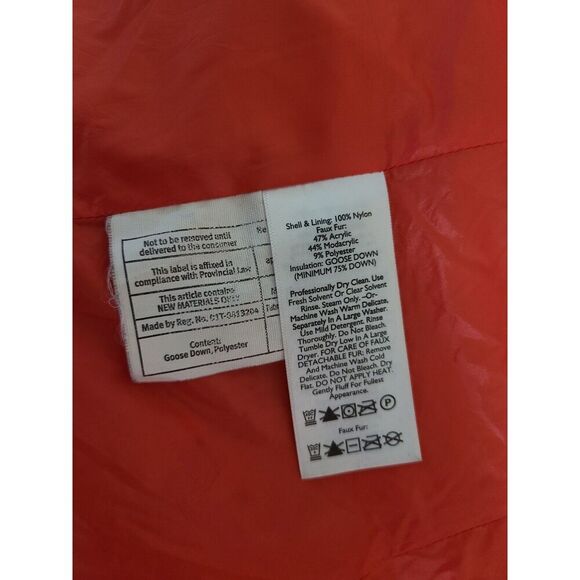 Not to be removed until
delivered to the consumer
Re
This label is affixed in
compliance with Provincial Law
This article contains
NEW MATERIALS ONLY
Made by Reg. No. 01T-9813204
Content:
Goose Down, Polyester
Shell & Lining: 100% Nylon
Faux Fur:
47% Acrylic
44% Modacrylic
9% Polyester
Insulation: GOOSE DOWN
(MINIMUM 75% DOWN)
Professionally Dry Clean. Use
Fresh Solvent Or Clear Solvent
Rinse. Steam Only. –Or–
Machine Wash Warm Delicate,
Separately In A Large Washer.
Use Mild Detergent. Rinse
Thoroughly. Do Not Bleach.
Tumble Dry Low In A Large
Dryer. FOR CARE OF FAUX
DETACHABLE FUR: Remove
And Machine Wash Cold
Delicate. Do Not Bleach. Dry
Flat. DO NOT APPLY HEAT.
Gently Fluff For Fullest
Appearance.
P
Faux Fur: